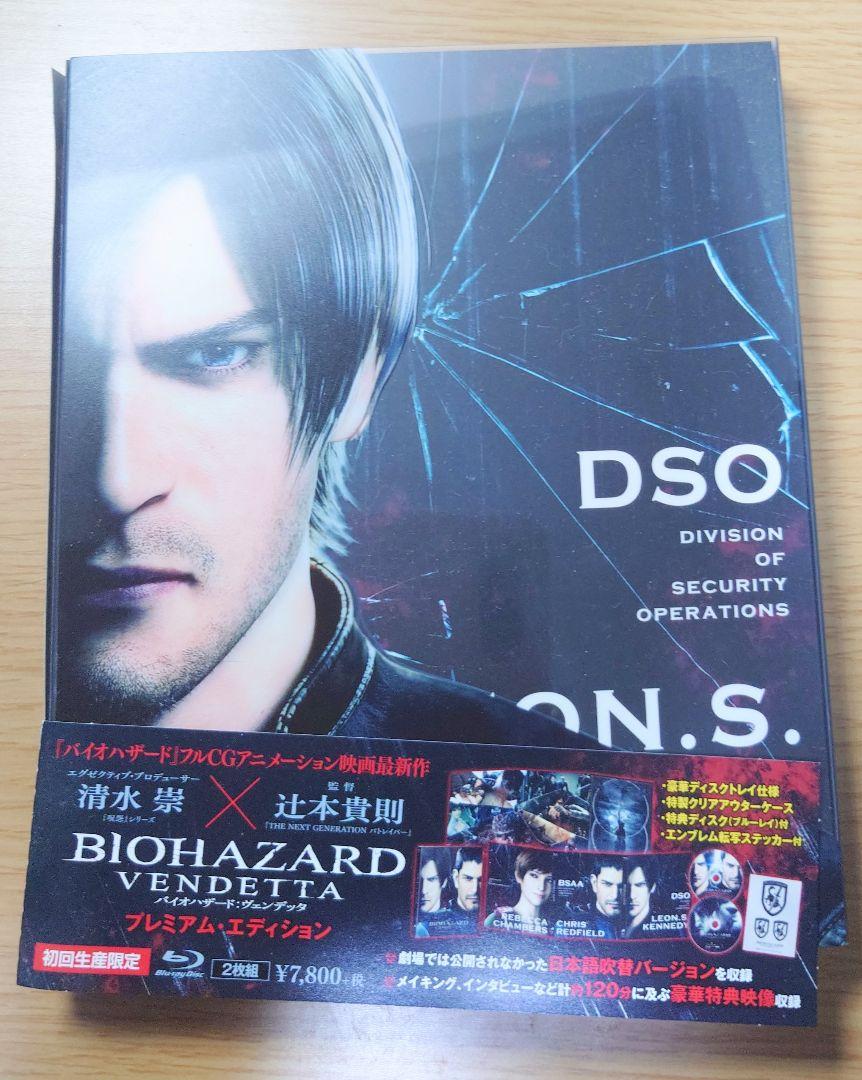 DSO
DIVISION
OF
SECURITY
OPERATIONS
ON.S.
『バイオハザード』フルCGアニメーション映画最新作
エグゼクティブ・プロデューサー
清水 崇
『呪怨』シリーズ
×
監督
辻本貴則
『THE NEXT GENERATION パトレイバー』
BIOHAZARD
VENDETTA
バイオハザード:ヴェンデッタ
プレミアム・エディション
初回生産限定
Blu-ray Disc
2枚組
¥7,800+税
・豪華ディスクトレイ仕様
・特製クリアアウターケース
・特典ディスク(ブルーレイ)付
・エンブレム転写ステッカー付
BIOHAZARD
REBECCA
CHAMBERS
BSAA
CHRIS
REDFIELD
DSO
LEON.S
KENNEDY
劇場では公開されなかった日本語吹替バージョンを収録
メイキング、インタビューなど計約120分に及ぶ豪華特典映像収録